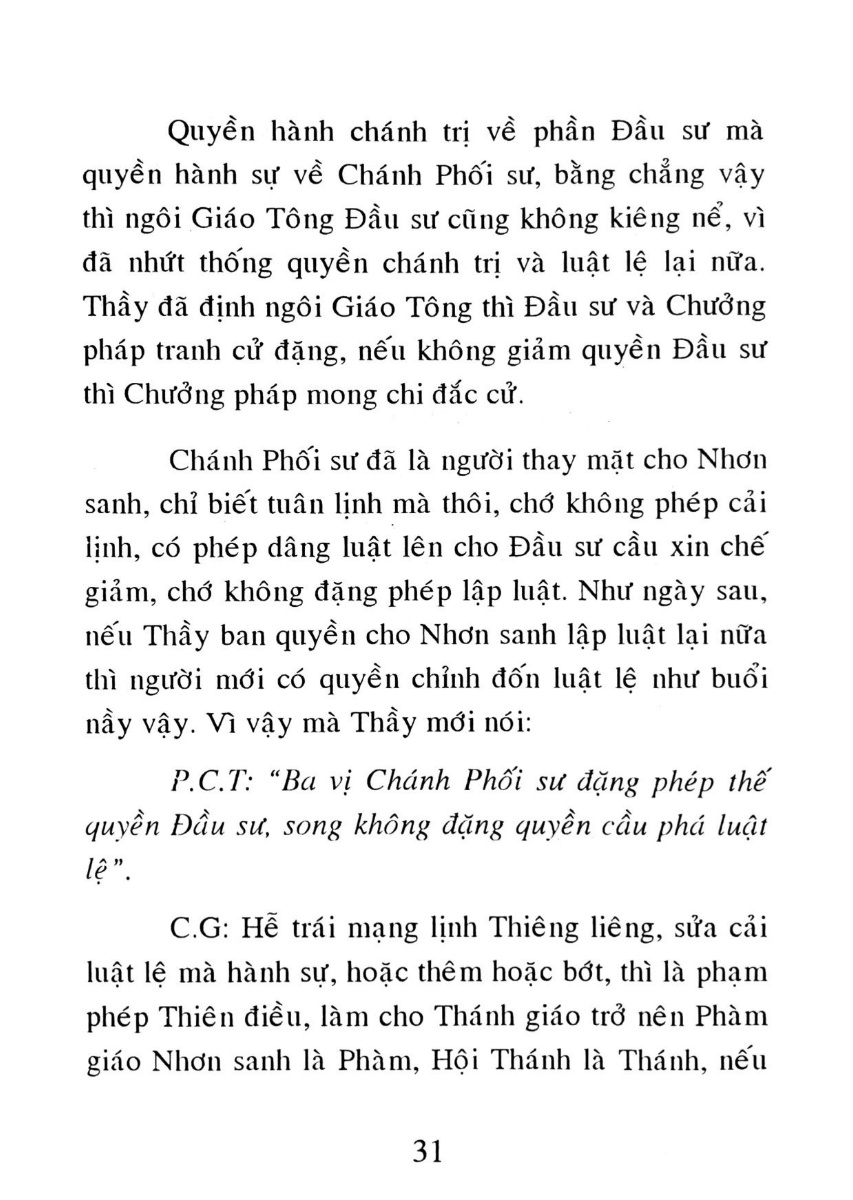 Quyền hành chánh trị về phần Đầu sư mà
quyền hành sự về Chánh Phối sư, bằng chẳng vậy
thì ngôi Giáo Tông Đầu sư cũng không kiêng nể, vì
đã nhứt thống quyền chánh trị và luật lệ lại nữa.
Thầy đã định ngôi Giáo Tông thì Đầu sư và Chưởng
pháp tranh cử đặng, nếu không giảm quyền Đầu sư
thì Chưởng pháp mong chi đắc cử.
Chánh Phối sư đã là người thay mặt cho Nhơn
sanh, chỉ biết tuân lịnh mà thôi, chớ không phép cải
lịnh, có phép dâng luật lên cho Đầu sư cầu xin chế
giảm, chớ không đặng phép lập luật. Như ngày sau,
nếu Thầy ban quyền cho Nhơn sanh lập luật lại nữa
thì người mới có quyền chỉnh đốn luật lệ như buổi
nầy vậy. Vì vậy mà Thầy mới nói:
P.C.T: “Ba vị Chánh Phối sư đặng phép thế
quyền Đầu sư, song không đặng quyền cầu phá luật
lệ”.
C.G: Hễ trái mạng lịnh Thiêng liêng, sửa cải
luật lệ mà hành sự, hoặc thêm hoặc bớt, thì là phạm
phép Thiên điều, làm cho Thánh giáo trở nên Phàm
giáo Nhơn sanh là Phàm, Hội Thánh là Thánh, nếu
31